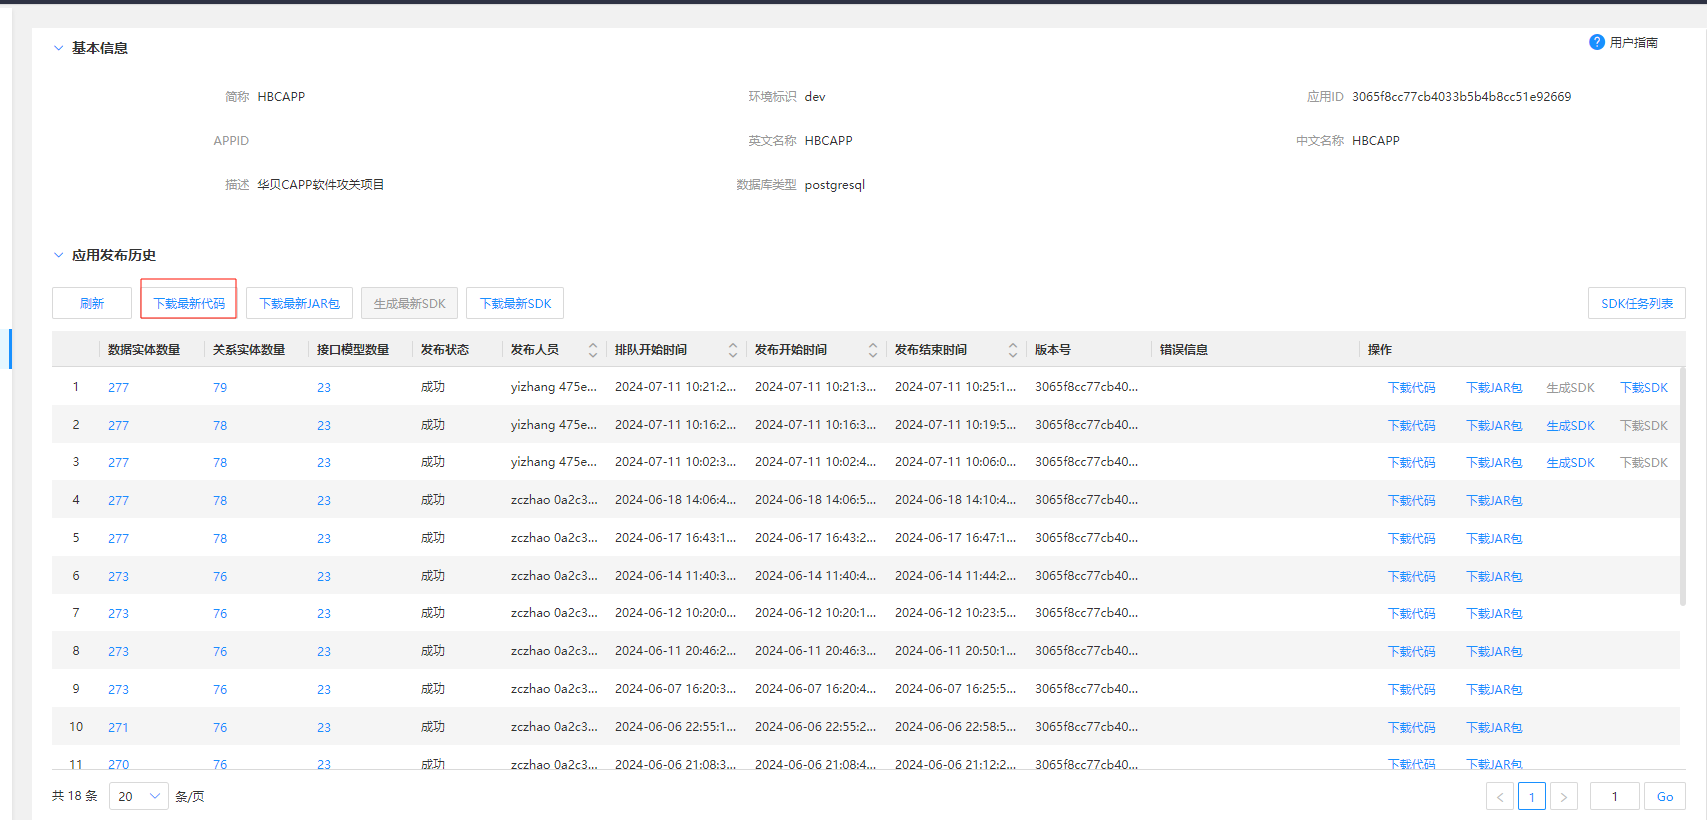 基本信息
? 用户指南
简称 HBCAPP 环境标识 dev 应用ID 3065f8cc77cb4033b5b4b8cc51e92669
APPID 英文名称 HBCAPP 中文名称 HBCAPP
描述 华贝CAPP软件攻关项目 数据库类型 postgresql
应用发布历史
刷新 下载最新代码 下载最新JAR包 生成最新SDK 下载最新SDK SDK任务列表
数据实体数量 关系实体数量 接口模型数量 发布状态 发布人员 排队开始时间 发布开始时间 发布结束时间 版本号 错误信息 操作
1 277 79 23 成功 yizhang 475e... 2024-07-11 10:21:2... 2024-07-11 10:21:3... 2024-07-11 10:25:1... 3065f8cc77cb40... 下载代码 下载JAR包 生成SDK 下载SDK
2 277 78 23 成功 yizhang 475e... 2024-07-11 10:16:2... 2024-07-11 10:16:3... 2024-07-11 10:19:5... 3065f8cc77cb40... 下载代码 下载JAR包 生成SDK 下载SDK
3 277 78 23 成功 yizhang 475e... 2024-07-11 10:02:3... 2024-07-11 10:02:4... 2024-07-11 10:06:0... 3065f8cc77cb40... 下载代码 下载JAR包 生成SDK 下载SDK
4 277 78 23 成功 zczhao 0a2c3... 2024-06-18 14:06:4... 2024-06-18 14:06:5... 2024-06-18 14:10:4... 3065f8cc77cb40... 下载代码 下载JAR包
5 277 78 23 成功 zczhao 0a2c3... 2024-06-17 16:43:1... 2024-06-17 16:43:2... 2024-06-17 16:47:1... 3065f8cc77cb40... 下载代码 下载JAR包
6 273 76 23 成功 zczhao 0a2c3... 2024-06-14 11:40:3... 2024-06-14 11:40:4... 2024-06-14 11:44:2... 3065f8cc77cb40... 下载代码 下载JAR包
7 273 76 23 成功 zczhao 0a2c3... 2024-06-12 10:20:0... 2024-06-12 10:20:1... 2024-06-12 10:23:5... 3065f8cc77cb40... 下载代码 下载JAR包
8 273 76 23 成功 zczhao 0a2c3... 2024-06-11 20:46:2... 2024-06-11 20:46:3... 2024-06-11 20:50:1... 3065f8cc77cb40... 下载代码 下载JAR包
9 273 76 23 成功 zczhao 0a2c3... 2024-06-07 16:20:3... 2024-06-07 16:20:4... 2024-06-07 16:25:5... 3065f8cc77cb40... 下载代码 下载JAR包
10 271 76 23 成功 zczhao 0a2c3... 2024-06-06 22:55:1... 2024-06-06 22:55:2... 2024-06-06 22:58:5... 3065f8cc77cb40... 下载代码 下载JAR包
11 270 76 23 成功 zczhao 0a2c3... 2024-06-06 21:08:3... 2024-06-06 21:08:4... 2024-06-06 21:12:2... 3065f8cc77cb40... 下载代码 下载JAR包
共 18 条 20 条/页 < 1 > 1 Go